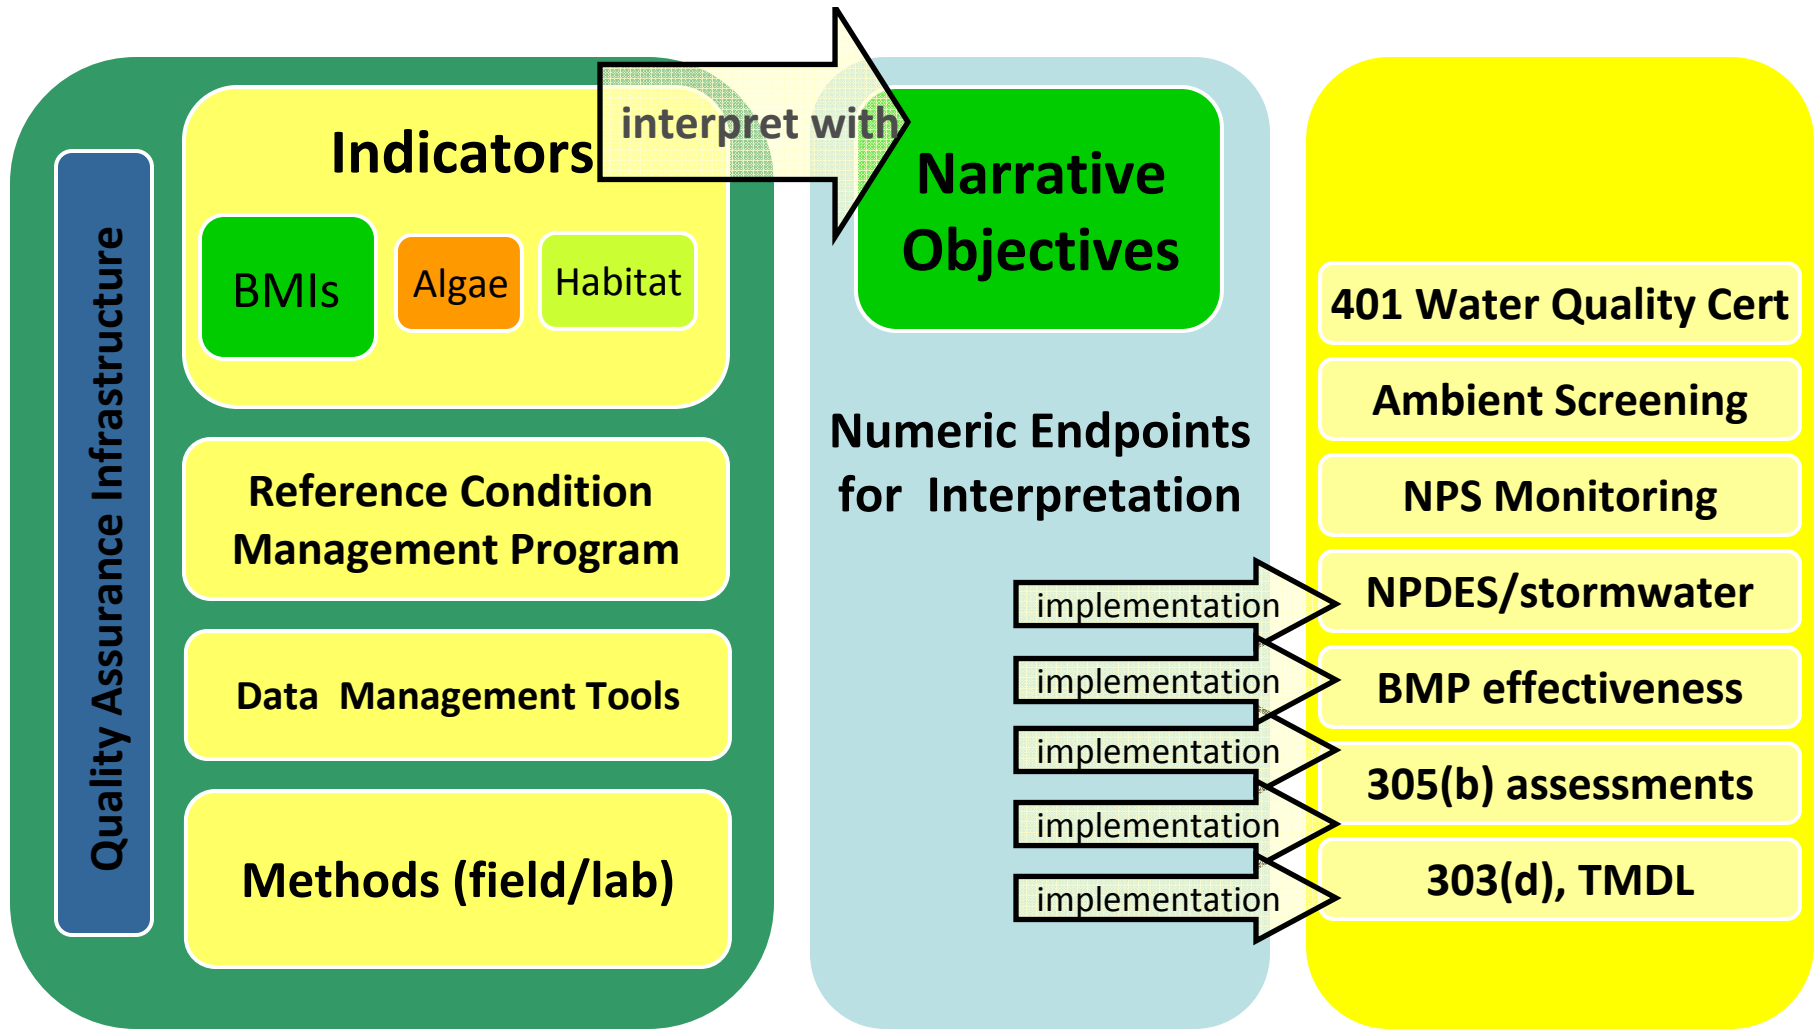 Quality Assurance Infrastructure
Indicators
BMIs
Algae
Habitat
Reference Condition
Management Program
Data Management Tools
Methods (field/lab)
interpret with
Narrative
Objectives
Numeric Endpoints
for Interpretation
implementation
implementation
implementation
implementation
implementation
401 Water Quality Cert
Ambient Screening
NPS Monitoring
NPDES/stormwater
BMP effectiveness
305(b) assessments
303(d), TMDL